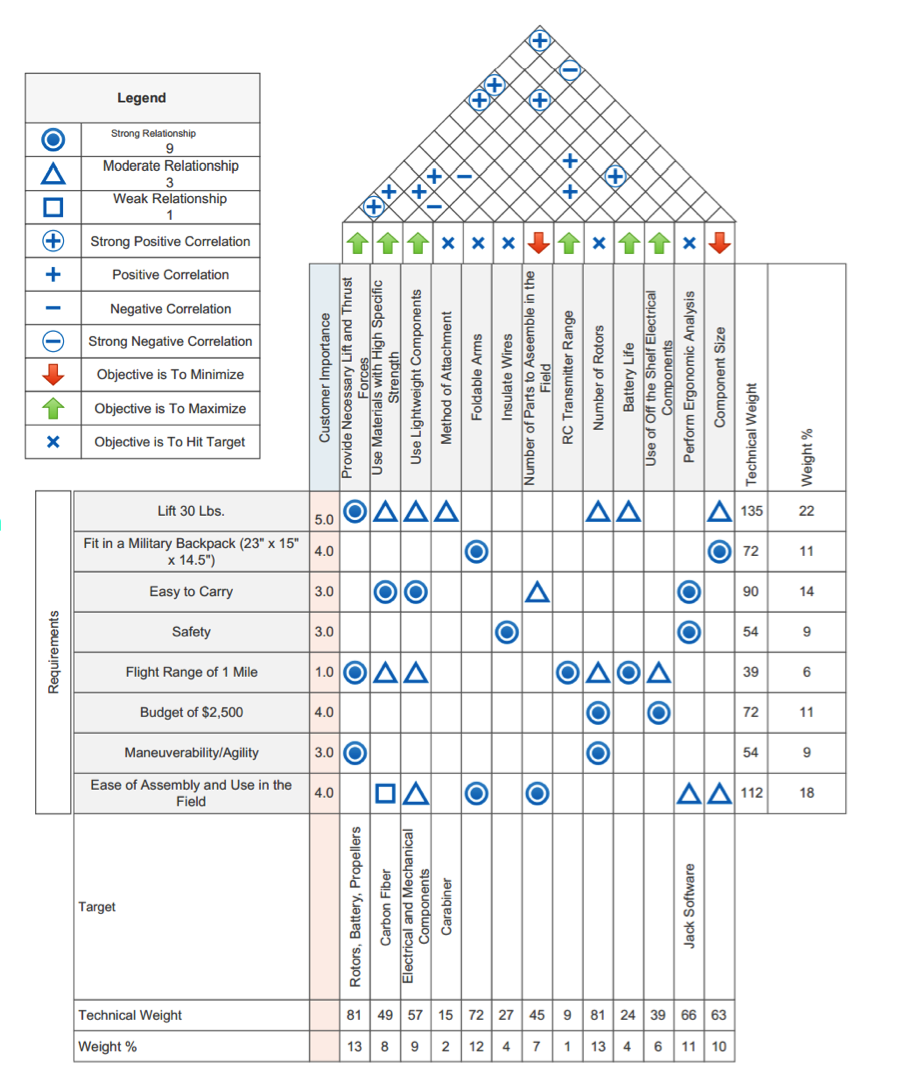 Legend
Strong Relationship
9
Moderate Relationship
3
Weak Relationship
1
Strong Positive Correlation
Positive Correlation
Negative Correlation
Strong Negative Correlation
Objective is To Minimize
Objective is To Maximize
Objective is To Hit Target
Customer Importance
Provide Necessary Lift and Thrust
Forces
Use Materials with High Specific
Strength
Use Lightweight Components
Method of Attachment
Foldable Arms
Insulate Wires
Number of Parts to Aseemble in the
Field
RC Transmitter Range
Number of Rotors
Battery Life
Use of Off the Shelf Electrical
Components
Perform Ergonomic Analysis
Component Size
Technical Weight
Weight %
Requirements
Lift 30 Lbs. 5.0 135 22
Fit in a Military Backpack (23" x 15"
x 14.5") 4.0 72 11
Easy to Carry 3.0 90 14
Safety 3.0 54 9
Flight Range of 1 Mile 1.0 39 6
Budget of $2,500 4.0 72 11
Maneuverability/Agility 3.0 54 9
Ease of Assembly and Use in the
Field 4.0 112 18
Target
Rotors, Battery, Propellers
Carbon Fiber
Electrical and Mechanical
Components
Carabiner
Jack Software
Technical Weight 81 49 57 15 72 27 45 9 81 24 39 66 63
Weight % 13 8 9 2 12 4 7 1 13 4 6 11 10